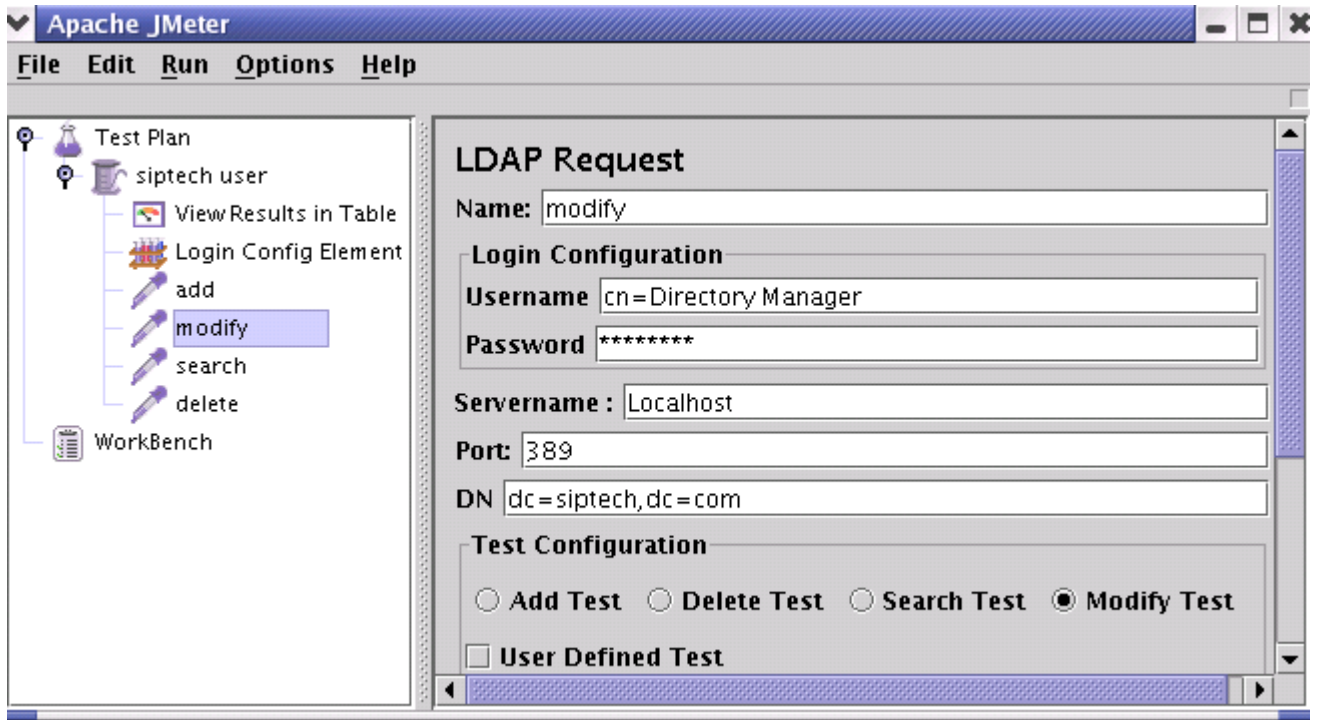 Apache JMeter
File Edit Run Options Help
Test Plan
siptech user
View Results in Table
Login Config Element
add
modify
search
delete
WorkBench
LDAP Request
Name: modify
Login Configuration
Username cn=Directory Manager
Password ********
Servername : Localhost
Port: 389
DN dc=siptech,dc=com
Test Configuration
Add Test Delete Test Search Test Modify Test
User Defined Test